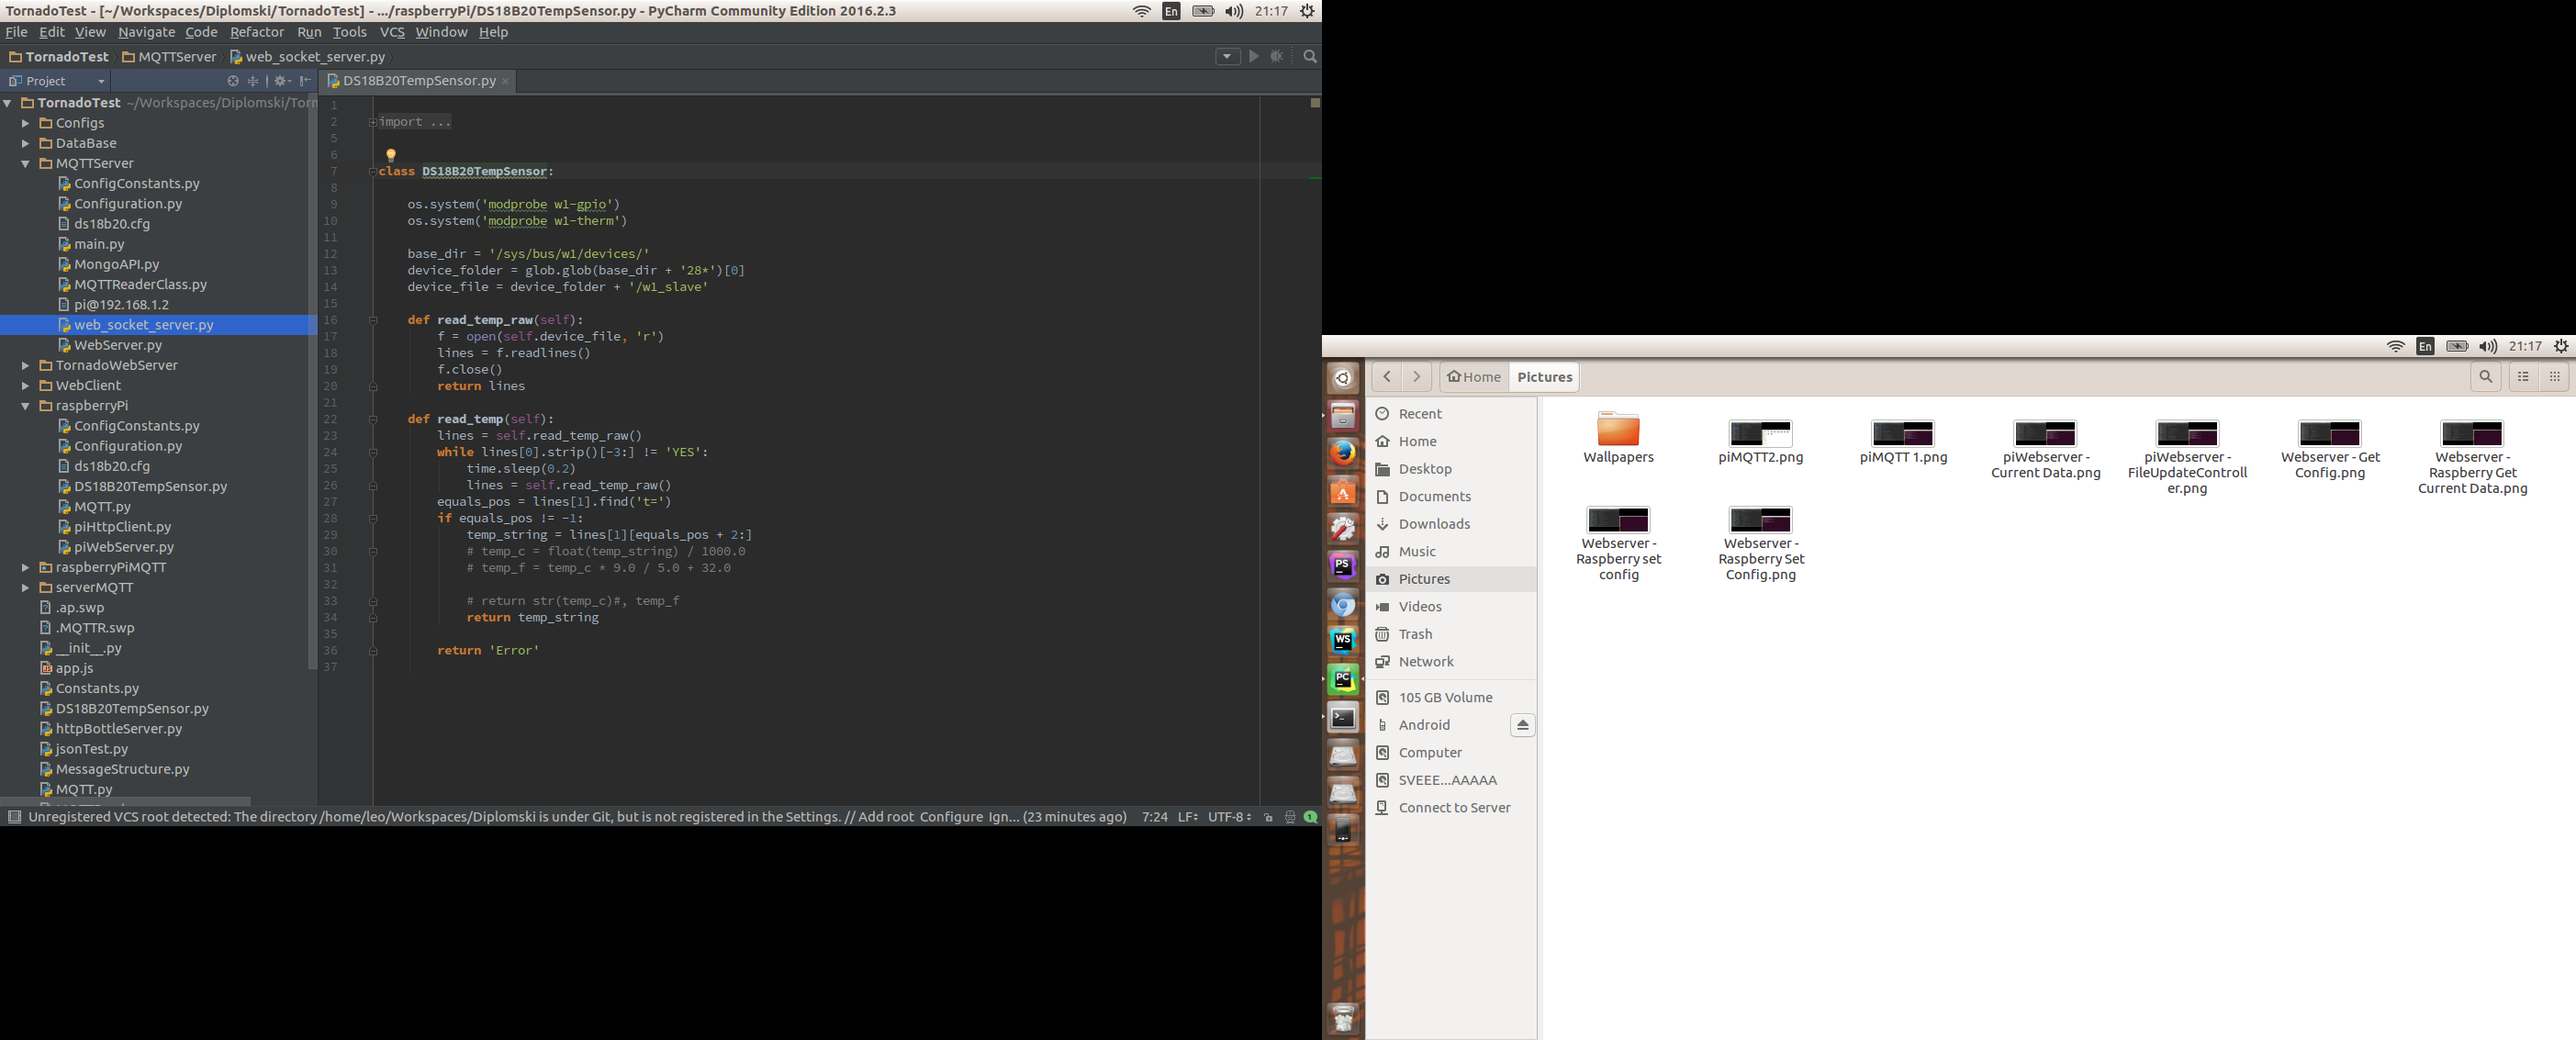 TornadoTest - [~/Workspaces/Diplomski/TornadoTest] - .../raspberryPi/DS18B20TempSensor.py - PyCharm Community Edition 2016.2.3
En
21:17
File Edit View Navigate Code Refactor Run Tools VCS Window Help
TornadoTest MQTTServer web_socket_server.py
Project
DS18B20TempSensor.py
TornadoTest ~/Workspaces/Diplomski/Torn
Configs
DataBase
MQTTServer
ConfigConstants.py
Configuration.py
ds18b20.cfg
main.py
MongoAPI.py
MQTTReaderClass.py
pi@192.168.1.2
web_socket_server.py
WebServer.py
TornadoWebServer
WebClient
raspberryPi
ConfigConstants.py
Configuration.py
ds18b20.cfg
DS18B20TempSensor.py
MQTT.py
piHttpClient.py
piWebServer.py
raspberryPiMQTT
serverMQTT
.ap.swp
.MQTTR.swp
__init__.py
app.js
Constants.py
DS18B20TempSensor.py
httpBottleServer.py
jsonTest.py
MessageStructure.py
MQTT.py
1
2 import ...
5
6
7 class DS18B20TempSensor:
8
9 os.system('modprobe w1-gpio')
10 os.system('modprobe w1-therm')
11
12 base_dir = '/sys/bus/w1/devices/'
13 device_folder = glob.glob(base_dir + '28*')[0]
14 device_file = device_folder + '/w1_slave'
15
16 def read_temp_raw(self):
17 f = open(self.device_file, 'r')
18 lines = f.readlines()
19 f.close()
20 return lines
21
22 def read_temp(self):
23 lines = self.read_temp_raw()
24 while lines[0].strip()[-3:] != 'YES':
25 time.sleep(0.2)
26 lines = self.read_temp_raw()
27 equals_pos = lines[1].find('t=')
28 if equals_pos != -1:
29 temp_string = lines[1][equals_pos + 2:]
30 # temp_c = float(temp_string) / 1000.0
31 # temp_f = temp_c * 9.0 / 5.0 + 32.0
32
33 # return str(temp_c)#, temp_f
34 return temp_string
35
36 return 'Error'
37
Unregistered VCS root detected: The directory /home/leo/Workspaces/Diplomski is under Git, but is not registered in the Settings. // Add root Configure Ign... (23 minutes ago) 7:24 LF UTF-8 1
En
21:17
Home Pictures
Recent
Home
Desktop
Documents
Downloads
Music
Pictures
Videos
Trash
Network
105 GB Volume
Android
Computer
SVEEE...AAAAA
Connect to Server
PS
WS
PC
Wallpapers
piMQTT2.png
piMQTT 1.png
piWebserver -
Current Data.png
piWebserver -
FileUpdateControll
er.png
Webserver - Get
Config.png
Webserver -
Raspberry Get
Current Data.png
Webserver -
Raspberry set
config
Webserver -
Raspberry Set
Config.png